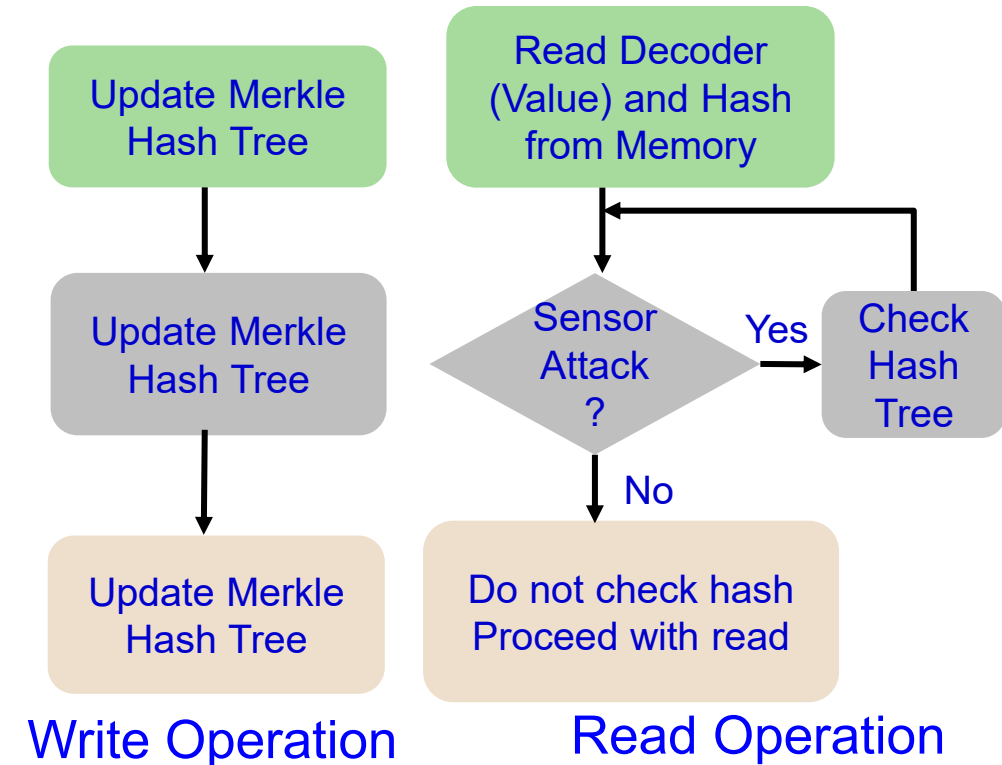 Update Merkle
Hash Tree
Update Merkle
Hash Tree
Update Merkle
Hash Tree
Write Operation
Read Decoder
(Value) and Hash
from Memory
Sensor
Attack
?
Yes
Check
Hash
Tree
No
Do not check hash
Proceed with read
Read Operation